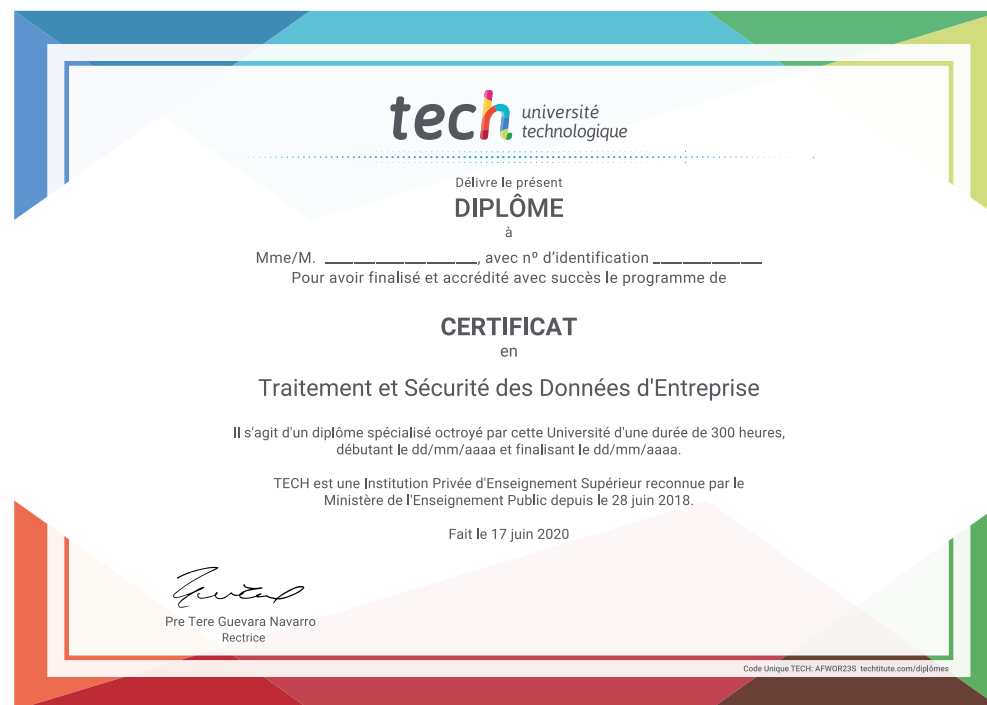 tech université
technologique
Délivre le présent
DIPLÔME
à
Mme/M. ____________________, avec nº d'identification ______________
Pour avoir finalisé et accrédité avec succès le programme de
CERTIFICAT
en
Traitement et Sécurité des Données d'Entreprise
Il s'agit d'un diplôme spécialisé octroyé par cette Université d'une durée de 300 heures,
débutant le dd/mm/aaaa et finalisant le dd/mm/aaaa.
TECH est une Institution Privée d'Enseignement Supérieur reconnue par le
Ministère de l'Enseignement Public depuis le 28 juin 2018.
Fait le 17 juin 2020
Pre Tere Guevara Navarro
Rectrice
Code Unique TECH: AFWOR23S techtitute.com/diplômes